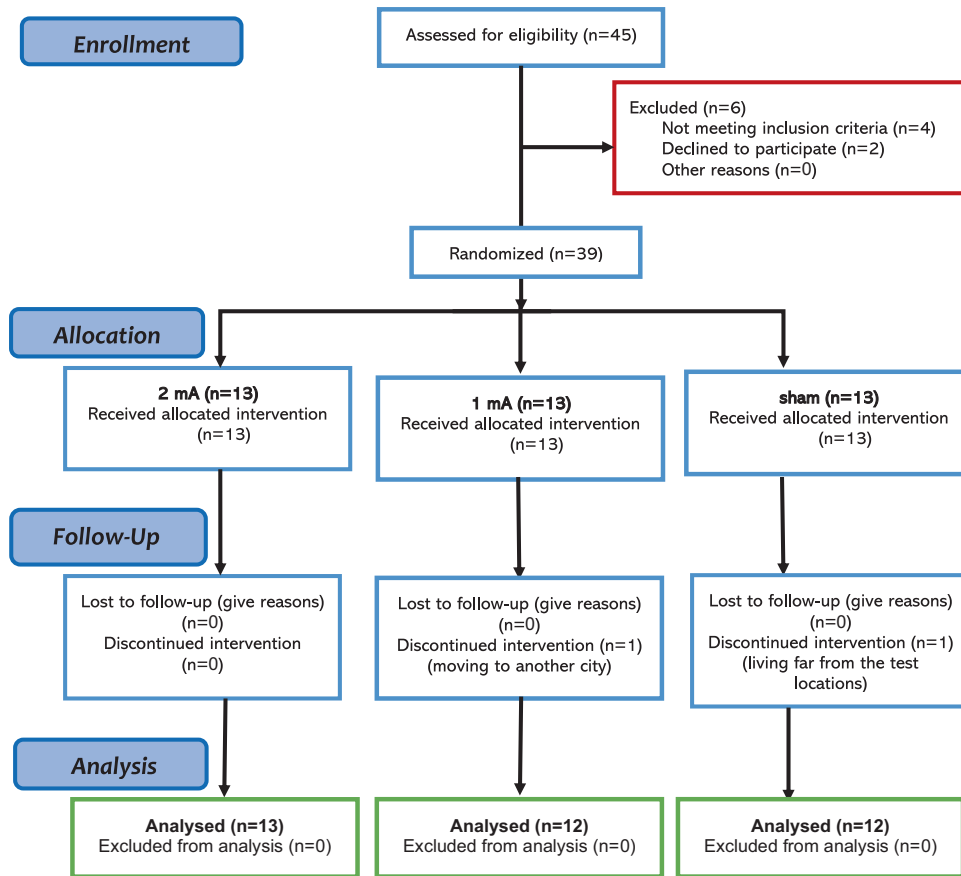 Enrollment
Assessed for eligibility (n=45)
Excluded (n=6)
Not meeting inclusion criteria (n=4)
Declined to participate (n=2)
Other reasons (n=0)
Randomized (n=39)
Allocation
2 mA (n=13)
Received allocated intervention
(n=13)
1 mA (n=13)
Received allocated intervention
(n=13)
sham (n=13)
Received allocated intervention
(n=13)
Follow-Up
Lost to follow-up (give reasons)
(n=0)
Discontinued intervention
(n=0)
Lost to follow-up (give reasons)
(n=0)
Discontinued intervention (n=1)
(moving to another city)
Lost to follow-up (give reasons)
(n=0)
Discontinued intervention (n=1)
(living far from the test
locations)
Analysis
Analysed (n=13)
Excluded from analysis (n=0)
Analysed (n=12)
Excluded from analysis (n=0)
Analysed (n=12)
Excluded from analysis (n=0)